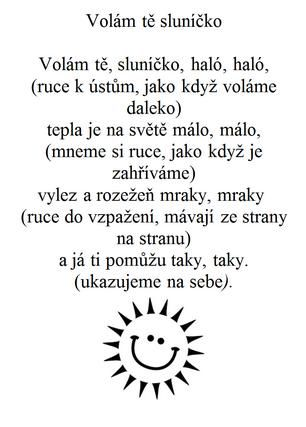 Volám tě sluníčko
Volám tě, sluníčko, haló, haló,
(ruce k ústům, jako když voláme
daleko)
tepla je na světě málo, málo,
(mneme si ruce, jako když je
zahříváme)
vylez a rozežeň mraky, mraky
(ruce do vzpažení, mávají ze strany
na stranu)
a já ti pomůžu taky, taky.
(ukazujeme na sebe).